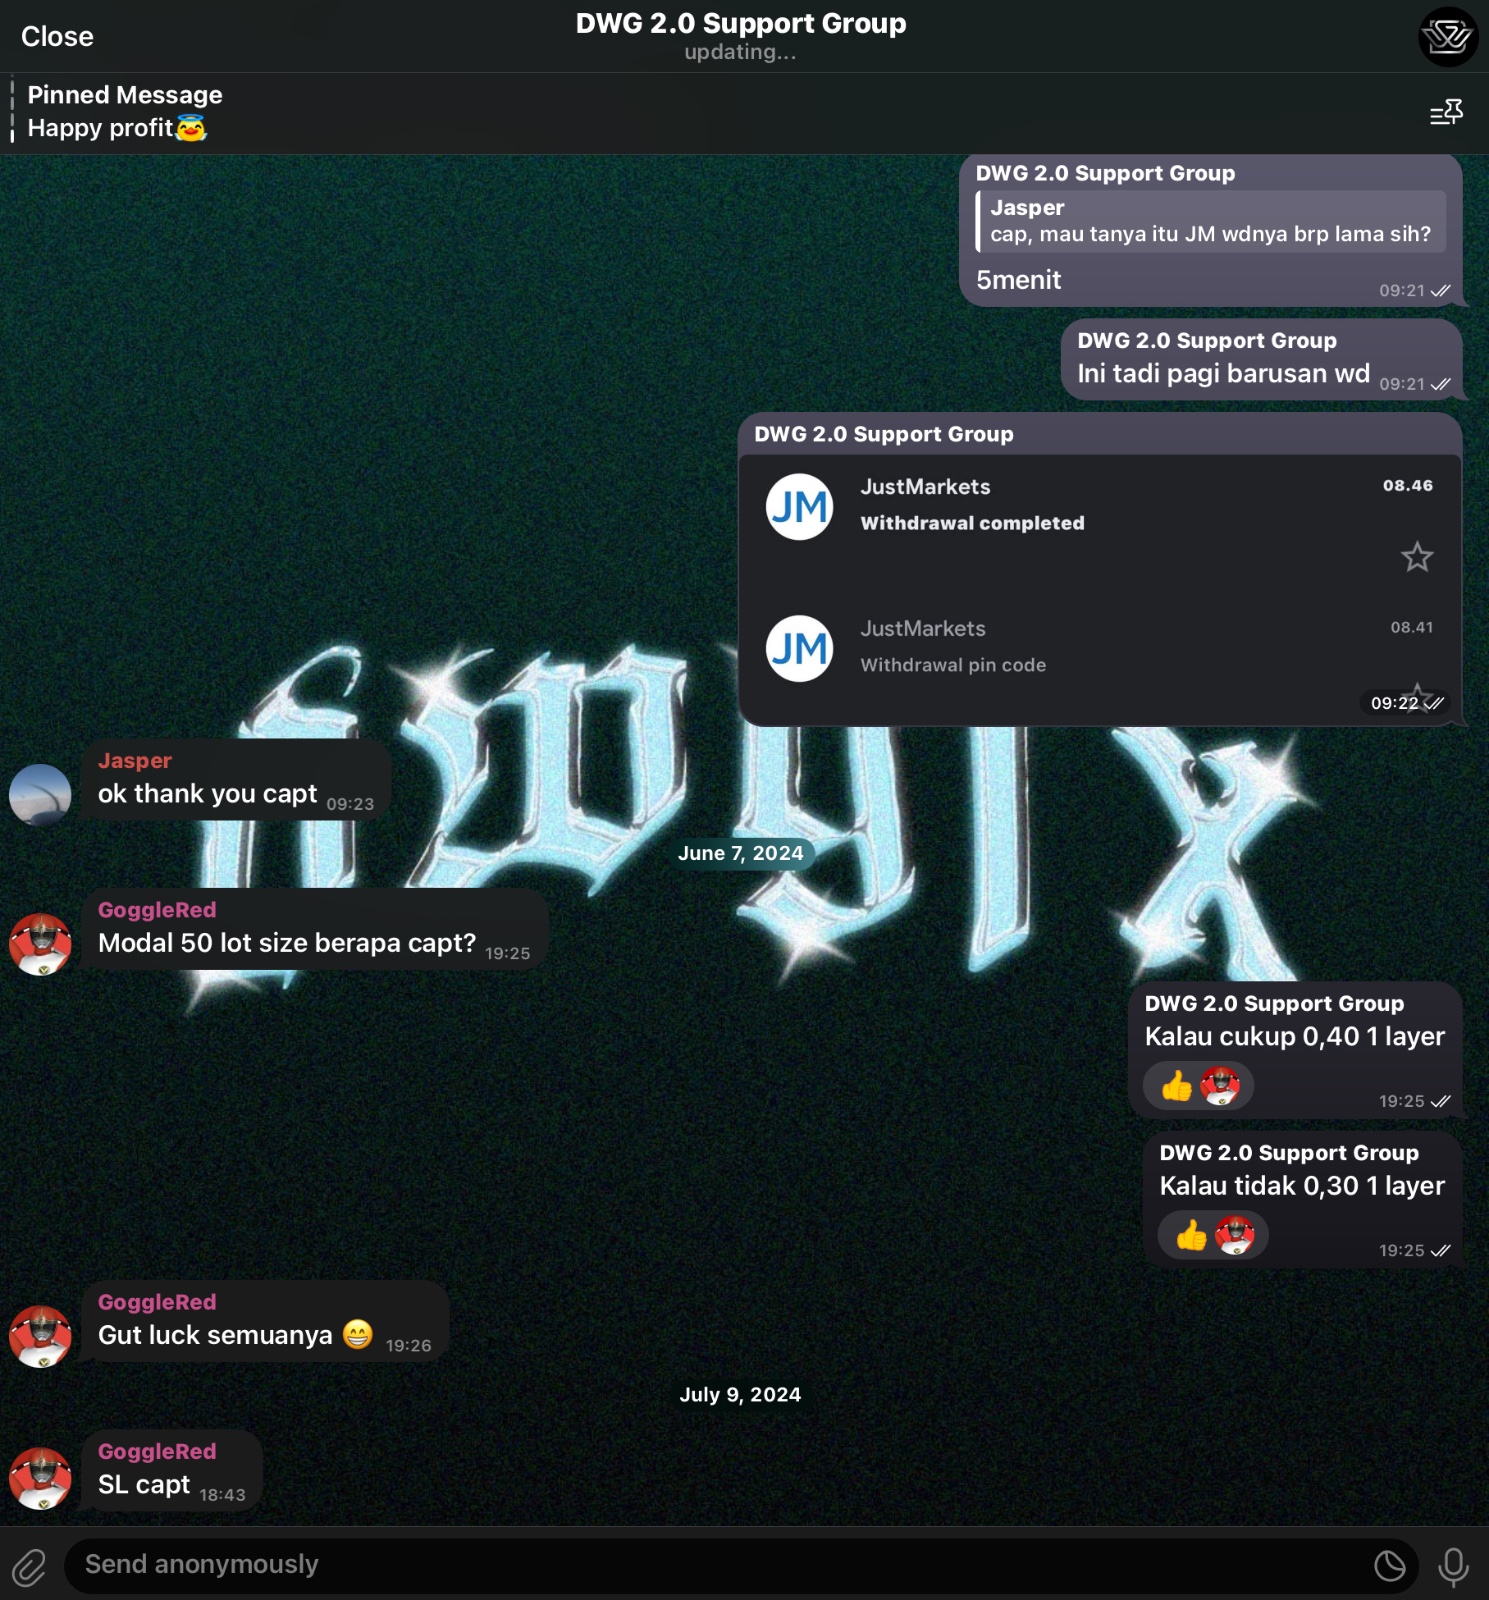 Close
DWG 2.0 Support Group
updating...
Pinned Message
Happy profit😇
DWG 2.0 Support Group
Jasper
cap, mau tanya itu JM wdnya brp lama sih?
5menit
09:21
DWG 2.0 Support Group
Ini tadi pagi barusan wd 09:21
DWG 2.0 Support Group
JM JustMarkets 08.46
Withdrawal completed
JM JustMarkets 08.41
Withdrawal pin code
09:22
Jasper
ok thank you capt 09:23
June 7, 2024
GoggleRed
Modal 50 lot size berapa capt? 19:25
DWG 2.0 Support Group
Kalau cukup 0,40 1 layer
👍
19:25
DWG 2.0 Support Group
Kalau tidak 0,30 1 layer
👍
19:25
GoggleRed
Gut luck semuanya 😁 19:26
July 9, 2024
GoggleRed
SL capt 18:43
Send anonymously